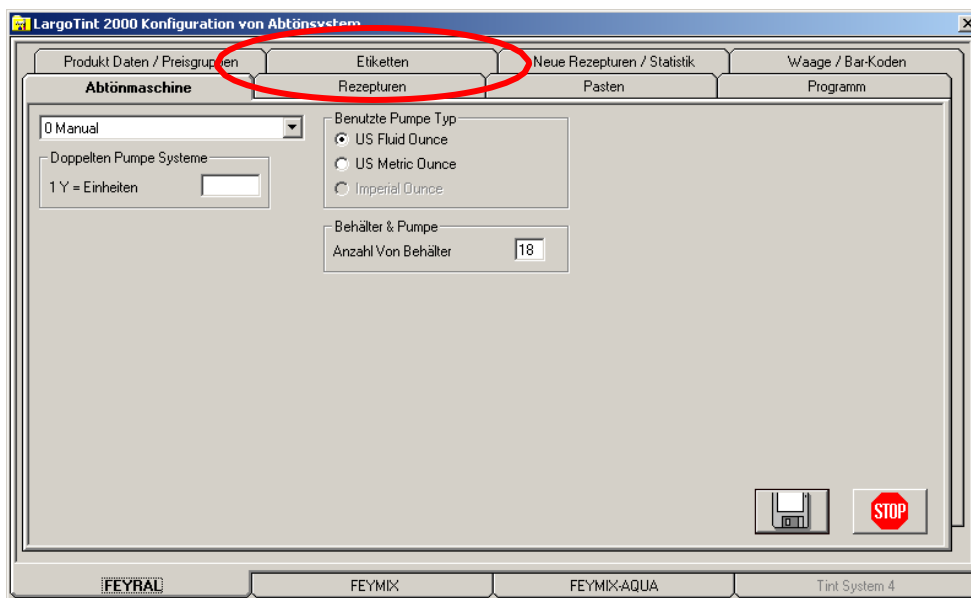 LargoTint 2000 Konfiguration von Abtönsystem
Produkt Daten / Preisgruppen Etiketten Neue Rezepturen / Statistik Waage / Bar-Koden
Abtönmaschine Rezepturen Pasten Programm
0 Manual
Doppelten Pumpe Systeme
1 Y = Einheiten
Benutzte Pumpe Typ
US Fluid Ounce
US Metric Ounce
Imperial Ounce
Behälter & Pumpe
Anzahl Von Behälter 18
STOP
FEYRAL FEYMIX FEYMIX-AQUA Tint System 4